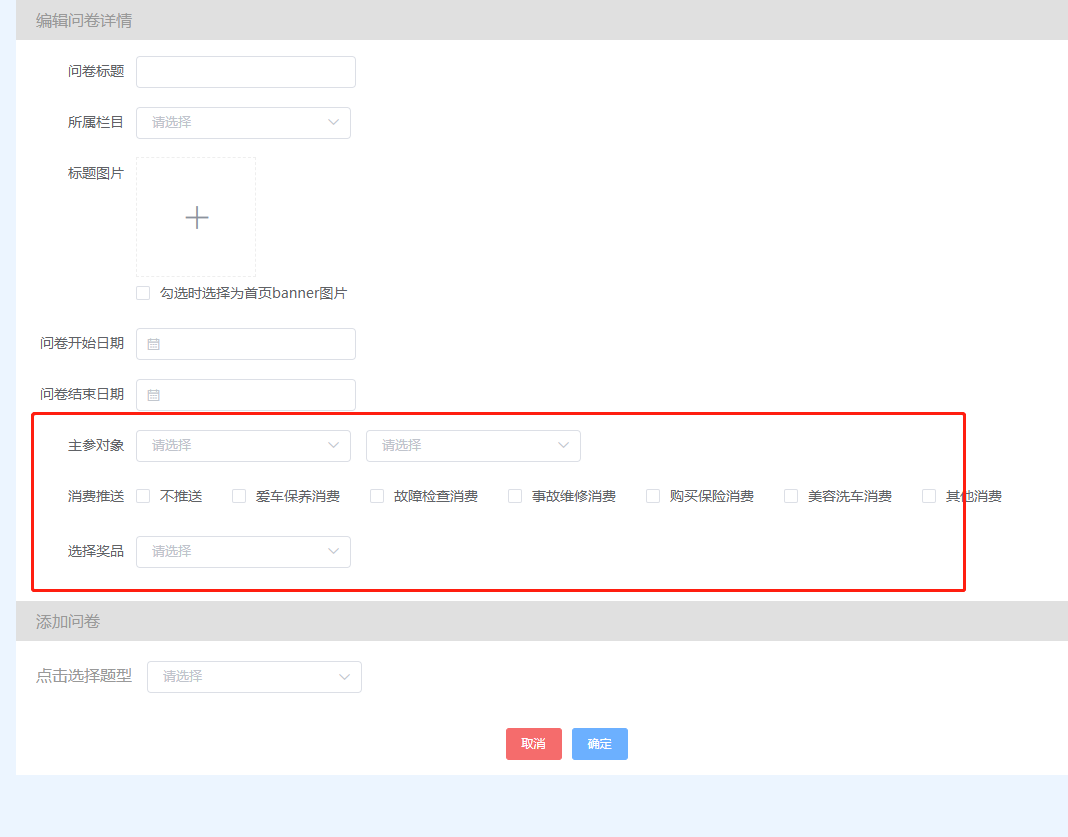 编辑问卷详情
问卷标题
所属栏目 请选择
标题图片
勾选时选择为首页banner图片
问卷开始日期
问卷结束日期
主参对象 请选择 请选择
消费推送 不推送 爱车保养消费 故障检查消费 事故维修消费 购买保险消费 美容洗车消费 其他消费
选择奖品 请选择
添加问卷
点击选择题型 请选择
取消 确定